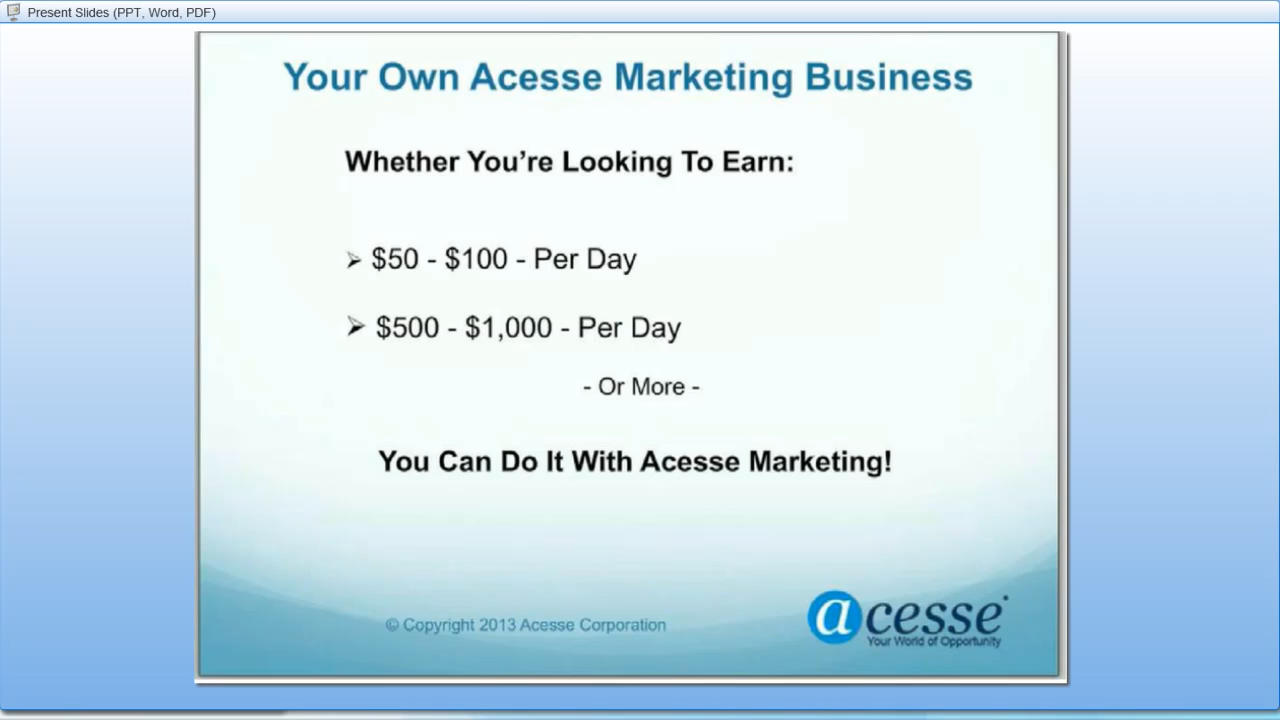 Present Slides (PPT, Word, PDF)
Your Own Acesse Marketing Business
Whether You're Looking To Earn:
➢ $50 - $100 - Per Day
➢ $500 - $1,000 - Per Day
- Or More -
You Can Do It With Acesse Marketing!
© Copyright 2013 Acesse Corporation
acesse
Your World of Opportunity